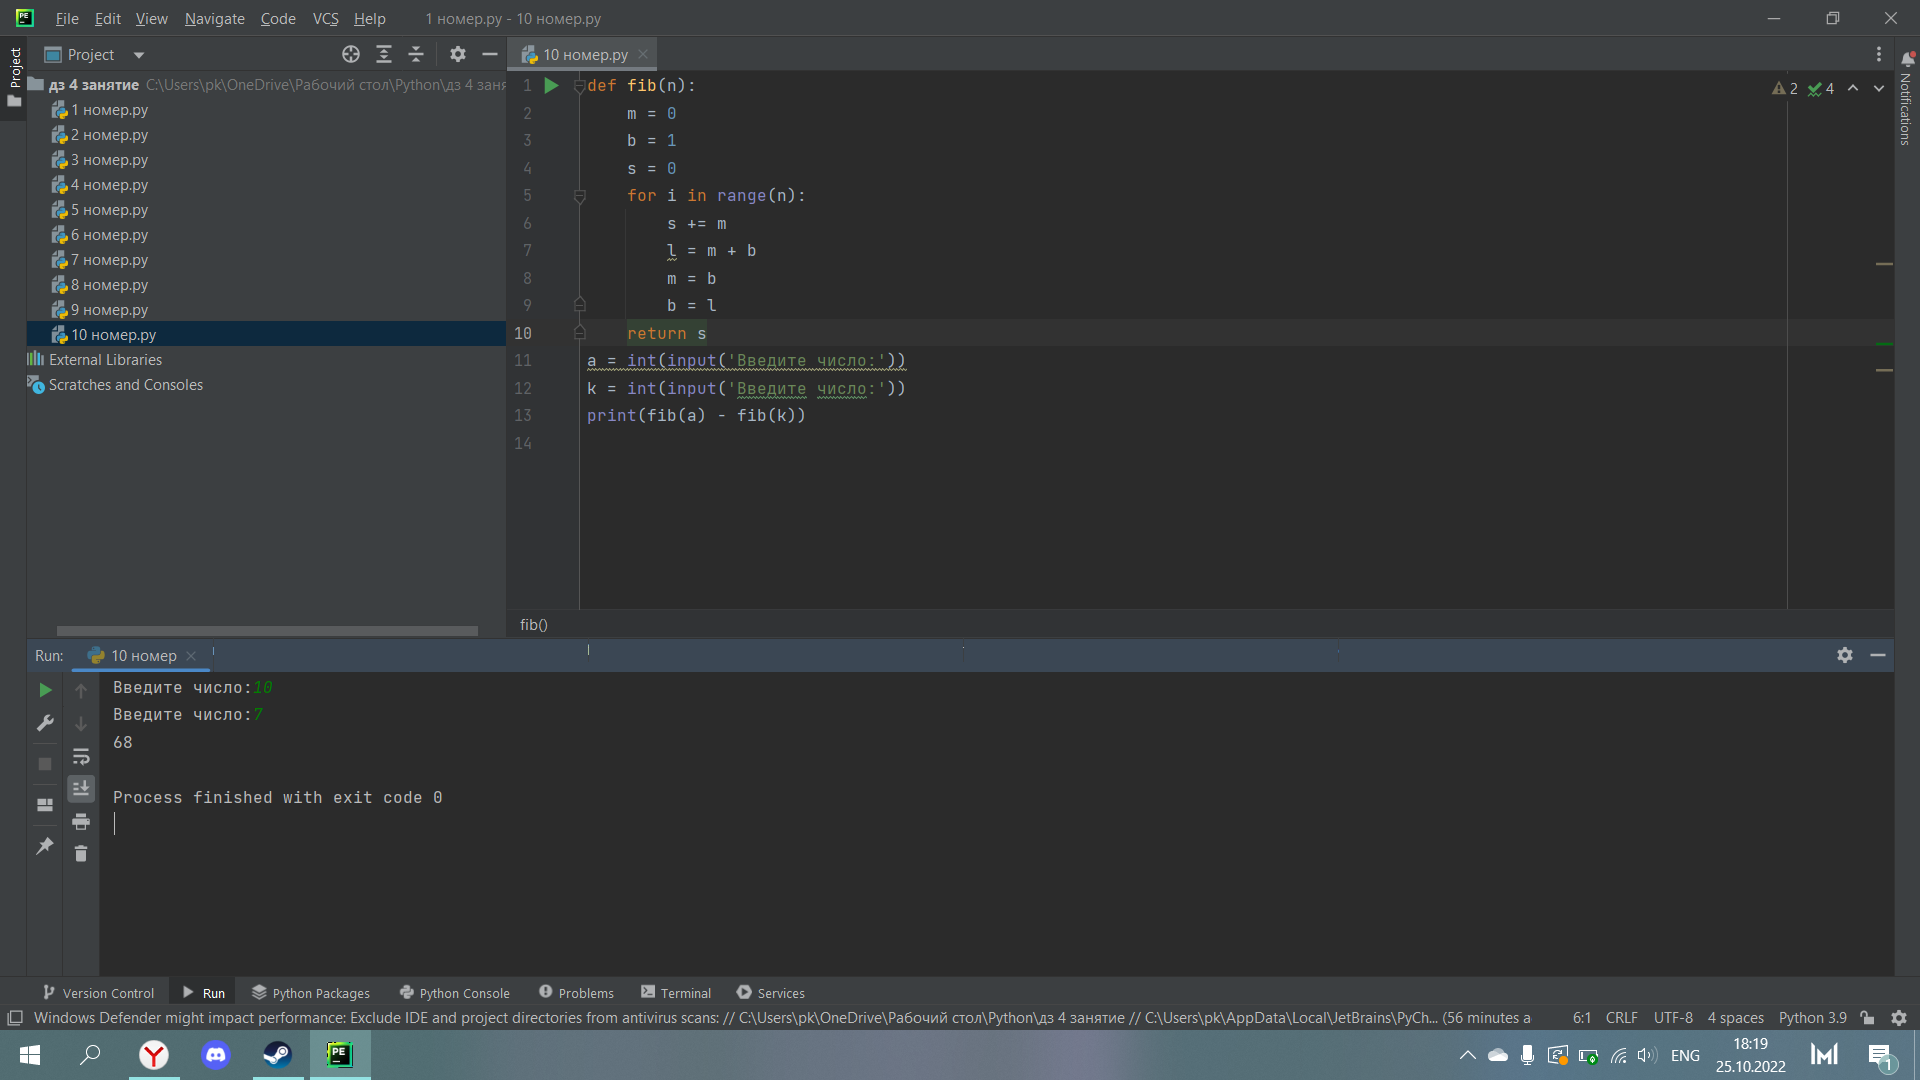 File Edit View Navigate Code VCS Help 1 номер.py - 10 номер.py
Project
10 номер.py
Project
дз 4 занятие C:\Users\pk\OneDrive\Рабочий стол\Python\дз 4 заня
1 номер.py
2 номер.py
3 номер.py
4 номер.py
5 номер.py
6 номер.py
7 номер.py
8 номер.py
9 номер.py
10 номер.py
External Libraries
Scratches and Consoles
1 def fib(n):
2 m = 0
3 b = 1
4 s = 0
5 for i in range(n):
6 s += m
7 l = m + b
8 m = b
9 b = l
10 return s
11 a = int(input('Введите число:'))
12 k = int(input('Введите число:'))
13 print(fib(a) - fib(k))
14
2 4
Notifications
fib()
Run: 10 номер
Введите число:10
Введите число:7
68
Process finished with exit code 0
Version Control Run Python Packages Python Console Problems Terminal Services
Windows Defender might impact performance: Exclude IDE and project directories from antivirus scans: // C:\Users\pk\OneDrive\Рабочий стол\Python\дз 4 занятие // C:\Users\pk\AppData\Local\JetBrains\PyCh... (56 minutes a 6:1 CRLF UTF-8 4 spaces Python 3.9
PE
ENG
18:19
25.10.2022
1